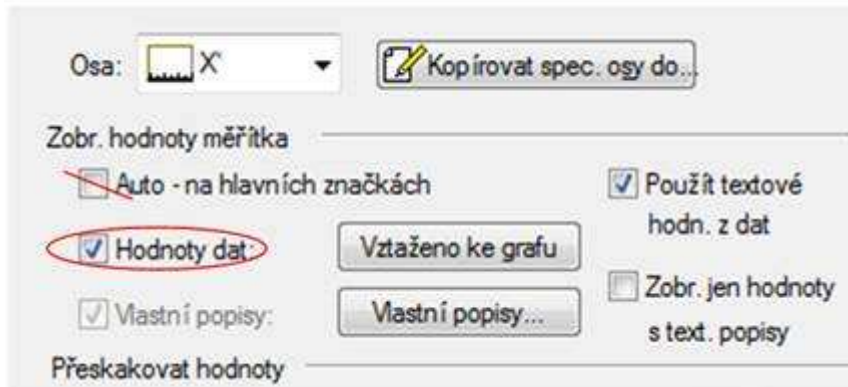 Osa: X' Kopírovat spec. osy do...
Zobr. hodnoty měřítka
Auto - na hlavních značkách
Použít textové
hodn. z dat
Hodnoty dat: Vztaženo ke grafu
Zobr. jen hodnoty
s text. popisy
Vlastní popisy: Vlastní popisy...
Přeskakovat hodnoty